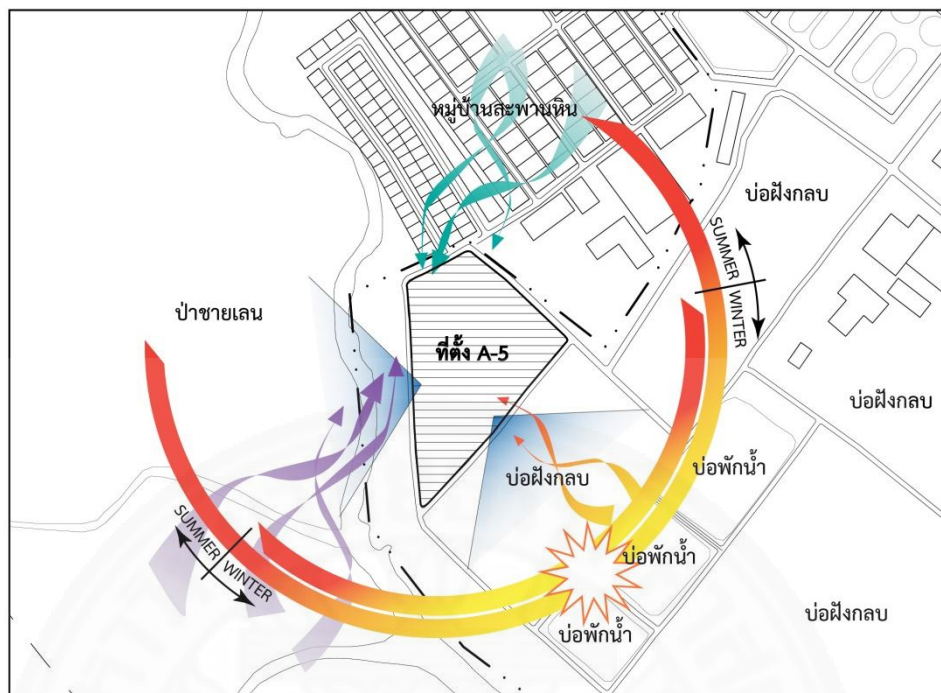 หมู่บ้านสะพานหิน
บ่อฝังกลบ
SUMMER
WINTER
ป่าชายเลน
ที่ตั้ง A-5
บ่อฝังกลบ
บ่อฝังกลบ
บ่อพักน้ำ
SUMMER
WINTER
บ่อพักน้ำ
บ่อฝังกลบ
บ่อพักน้ำ